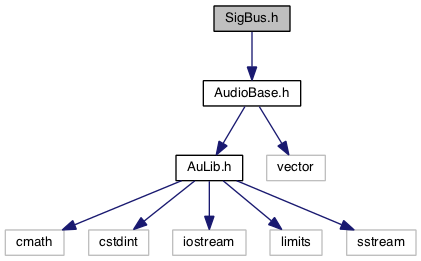 SigBus.h
AudioBase.h
AuLib.h
vector
cmath
cstdint
iostream
limits
sstream